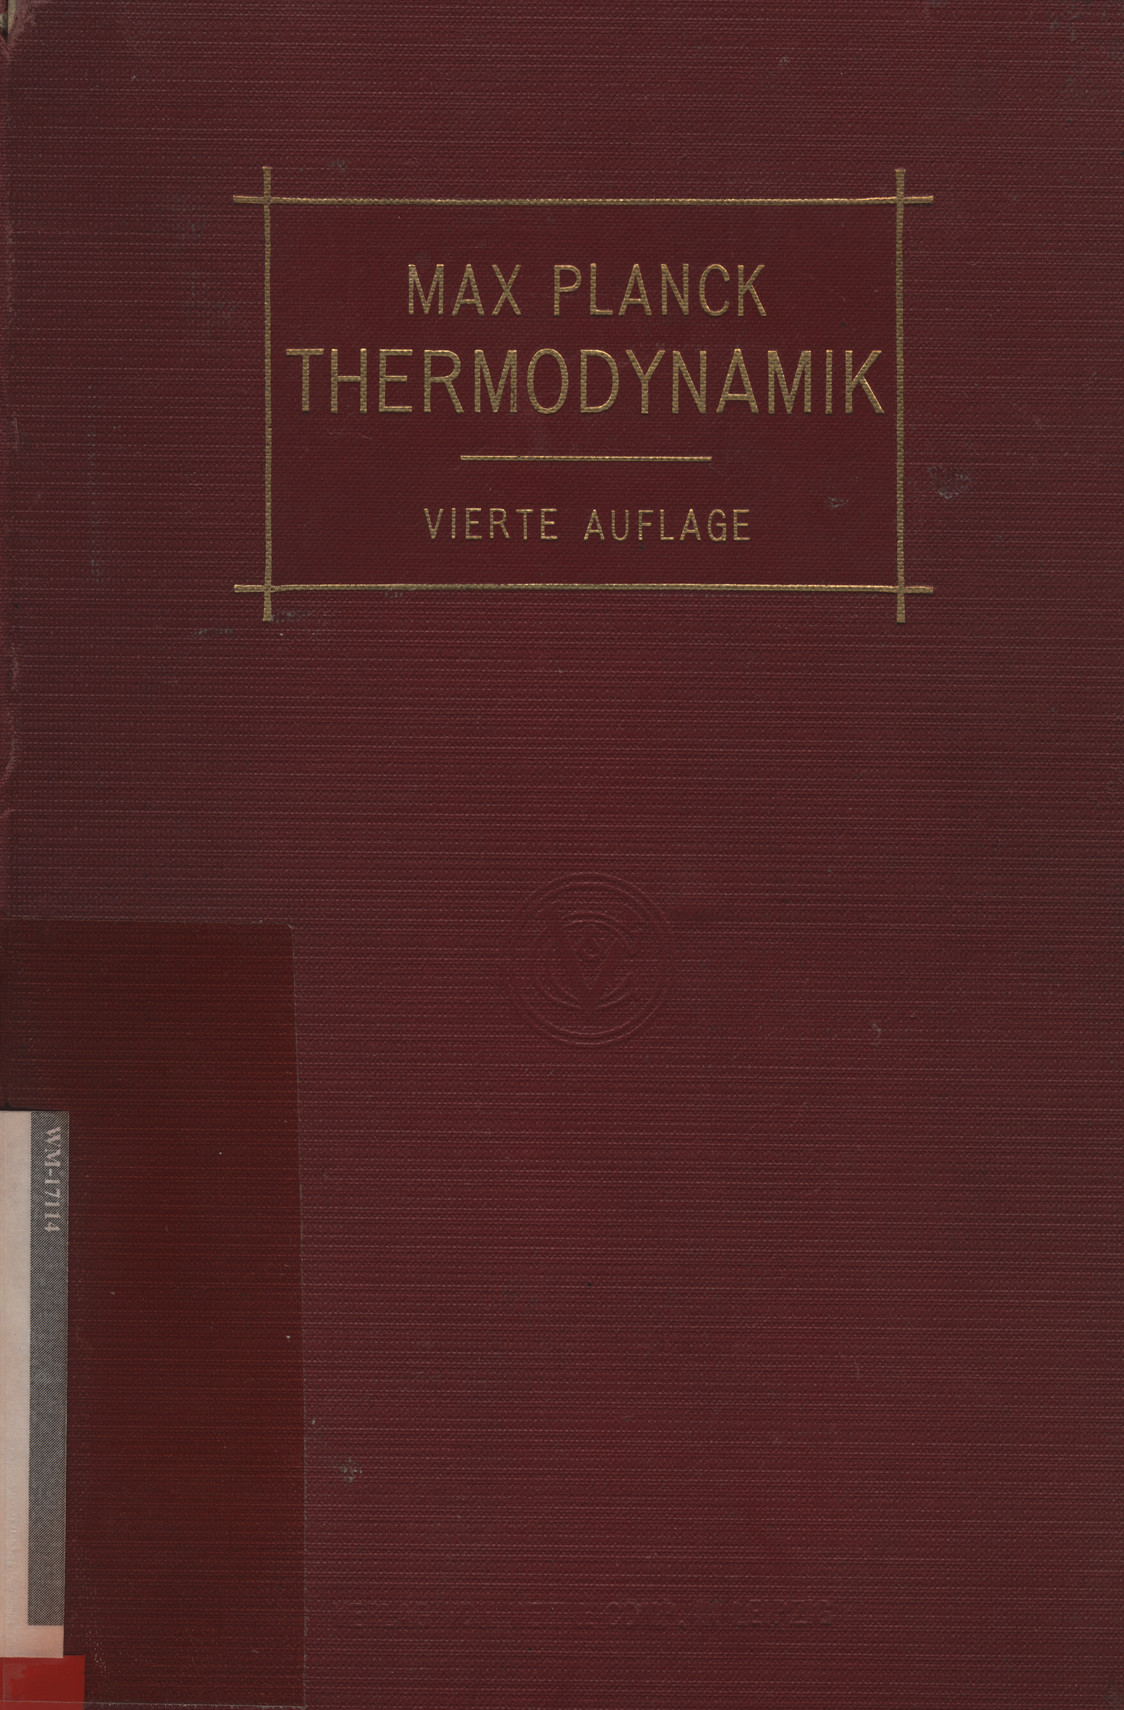 MAX PLANCK
THERMODYNAMIK
VIERTE AUFLAGE
WM-17114